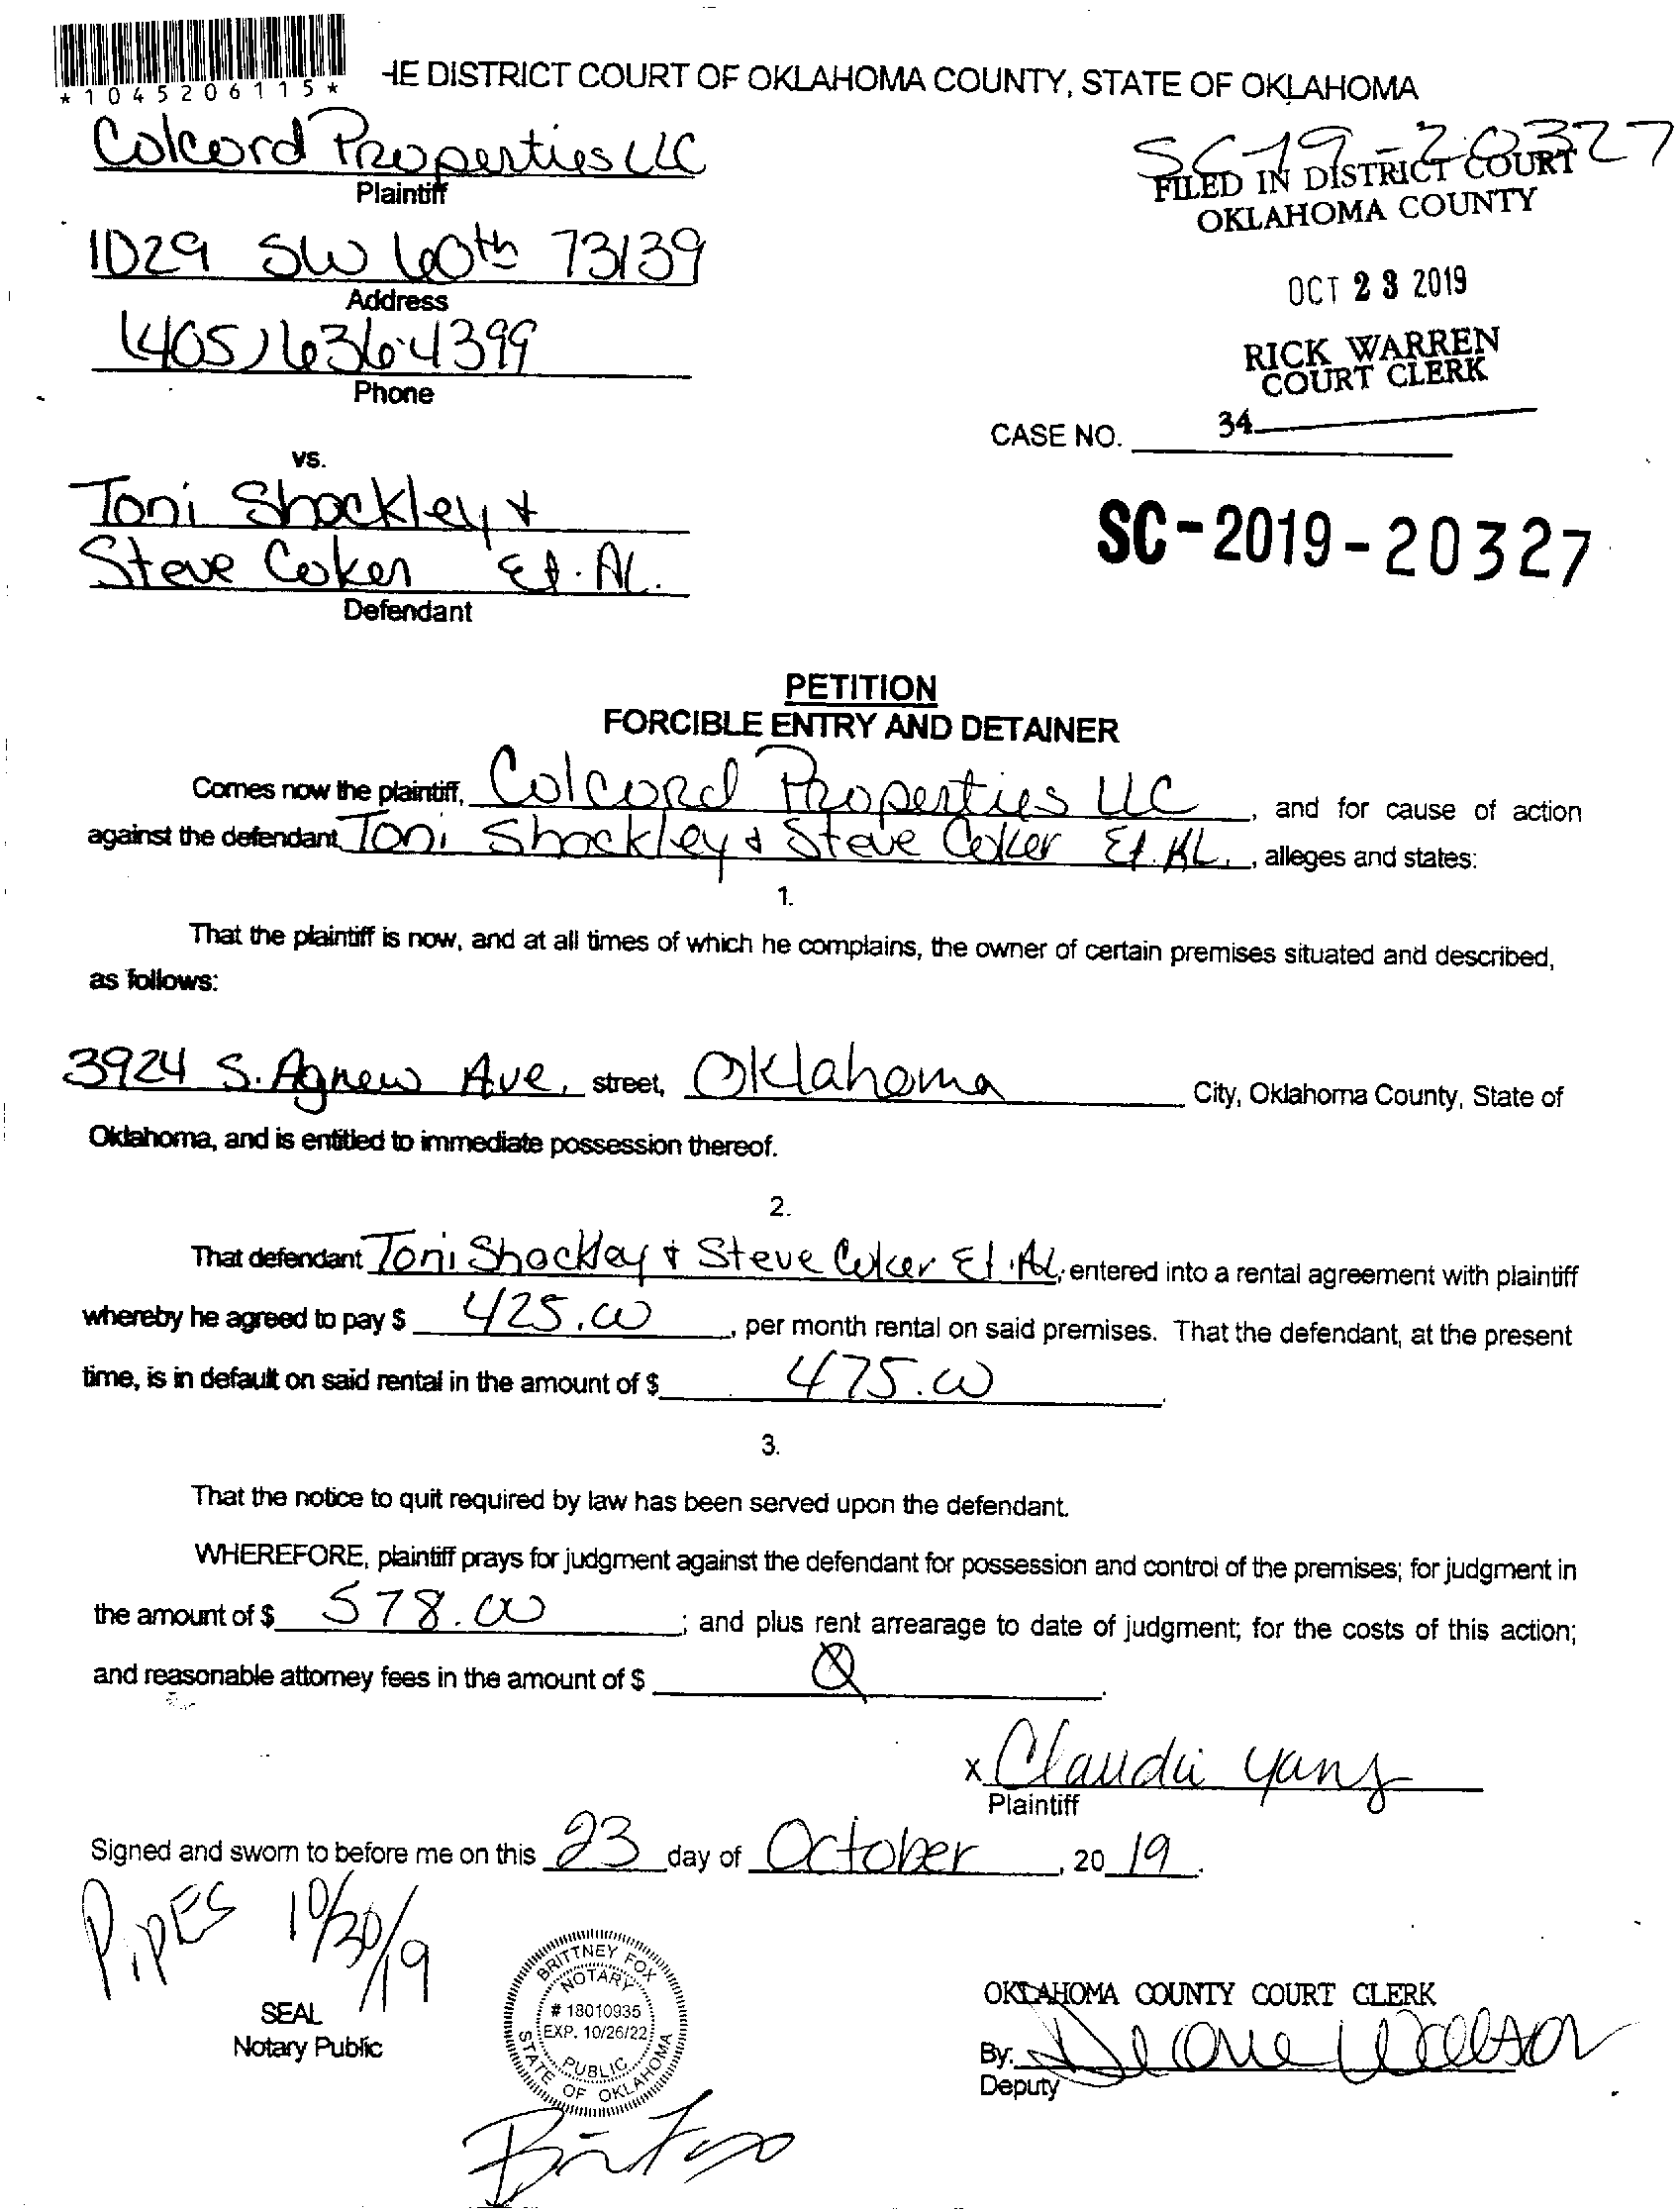 *1045206115*
HE DISTRICT COURT OF OKLAHOMA COUNTY, STATE OF OKLAHOMA
Colcord Properties LLC
Plaintiff
SC-19-20327
FILED IN DISTRICT COURT
OKLAHOMA COUNTY
1029 SW 60th 73139
Address
OCT 23 2019
(405) 636-4399
Phone
RICK WARREN
COURT CLERK
CASE NO. 34
vs.
Toni Shockley +
Steve Coker Et. AL.
Defendant
SC-2019-20327
PETITION
FORCIBLE ENTRY AND DETAINER
Comes now the plaintiff, Colcord Properties LLC, and for cause of action
against the defendant Toni Shockley & Steve Coker Et. AL., alleges and states:
1.
That the plaintiff is now, and at all times of which he complains, the owner of certain premises situated and described,
as follows:
3924 S. Agnew Ave, street, Oklahoma City, Oklahoma County, State of
Oklahoma, and is entitled to immediate possession thereof.
2.
That defendant Toni Shockley & Steve Coker Et. AL, entered into a rental agreement with plaintiff
whereby he agreed to pay $ 425.00, per month rental on said premises. That the defendant, at the present
time, is in default on said rental in the amount of $ 475.00.
3.
That the notice to quit required by law has been served upon the defendant.
WHEREFORE, plaintiff prays for judgment against the defendant for possession and control of the premises; for judgment in
the amount of $ 578.00; and plus rent arrearage to date of judgment; for the costs of this action;
and reasonable attorney fees in the amount of $
x Claudia Yang
Plaintiff
Signed and sworn to before me on this 23 day of October, 20 19.
PIPES 10/30/19
SEAL
Notary Public
BRITTNEY FOX
NOTARY
# 18010935
EXP. 10/26/22
PUBLIC
STATE OF OKLAHOMA
OKLAHOMA COUNTY COURT CLERK
By:
Deputy